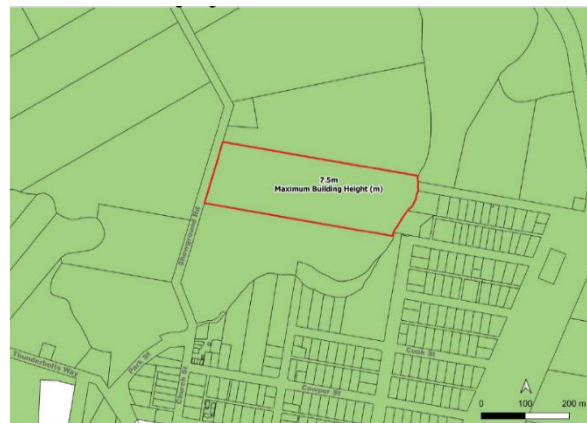 7.5m
Maximum Building Height (m)
Showground Rd
Thunderbolts Way
Park St
Church St
Cook St
Cowper St
0 100 200 m